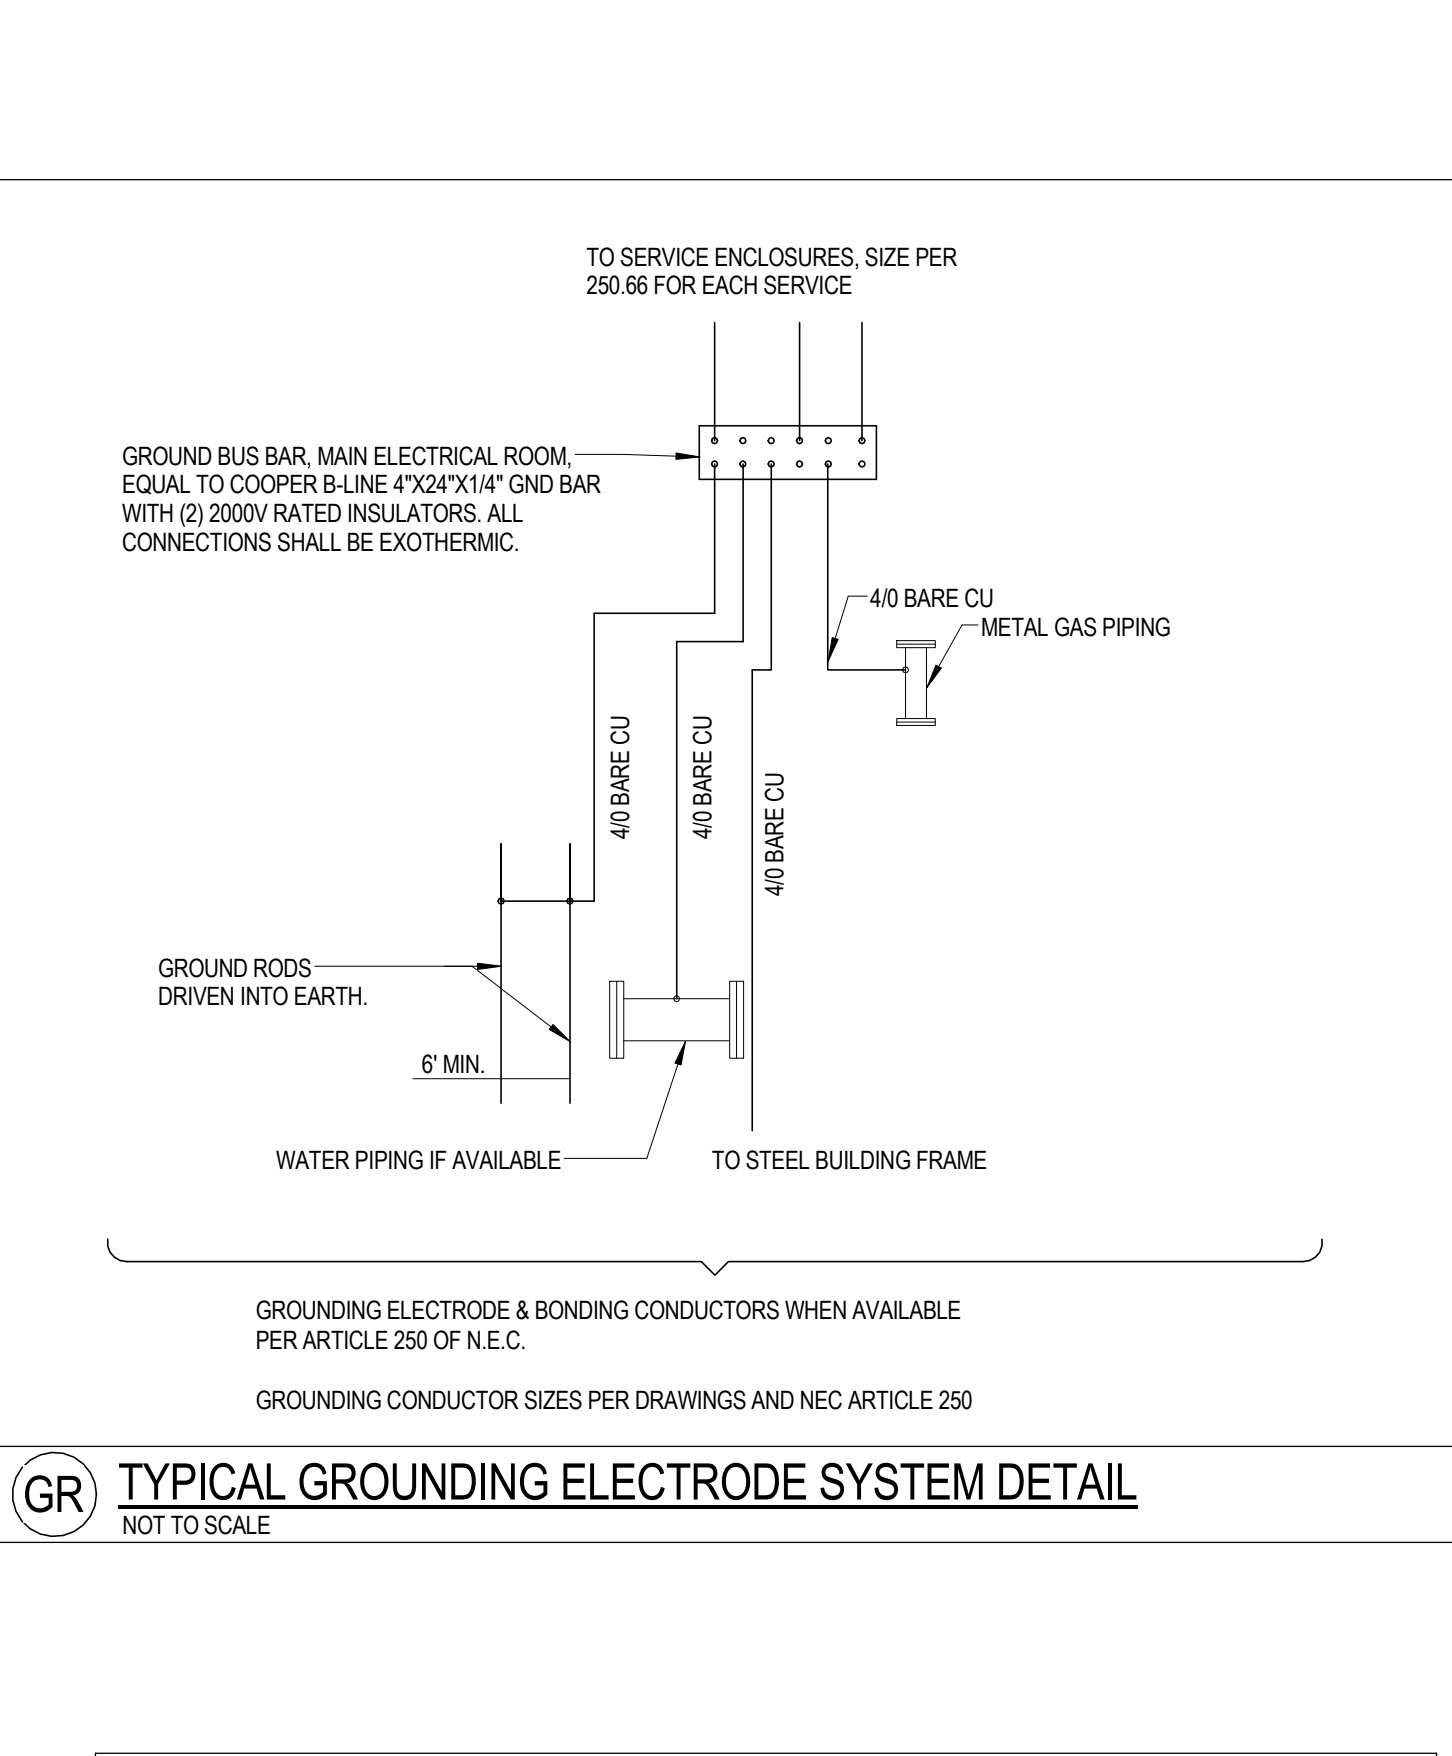 TO SERVICE ENCLOSURES, SIZE PER
250.66 FOR EACH SERVICE
GROUND BUS BAR, MAIN ELECTRICAL ROOM,
EQUAL TO COOPER B-LINE 4"X24"X1/4" GND BAR
WITH (2) 2000V RATED INSULATORS. ALL
CONNECTIONS SHALL BE EXOTHERMIC.
4/0 BARE CU
METAL GAS PIPING
4/0 BARE CU
4/0 BARE CU
4/0 BARE CU
GROUND RODS
DRIVEN INTO EARTH.
6' MIN.
WATER PIPING IF AVAILABLE
TO STEEL BUILDING FRAME
GROUNDING ELECTRODE & BONDING CONDUCTORS WHEN AVAILABLE
PER ARTICLE 250 OF N.E.C.
GROUNDING CONDUCTOR SIZES PER DRAWINGS AND NEC ARTICLE 250
GR
TYPICAL GROUNDING ELECTRODE SYSTEM DETAIL
NOT TO SCALE